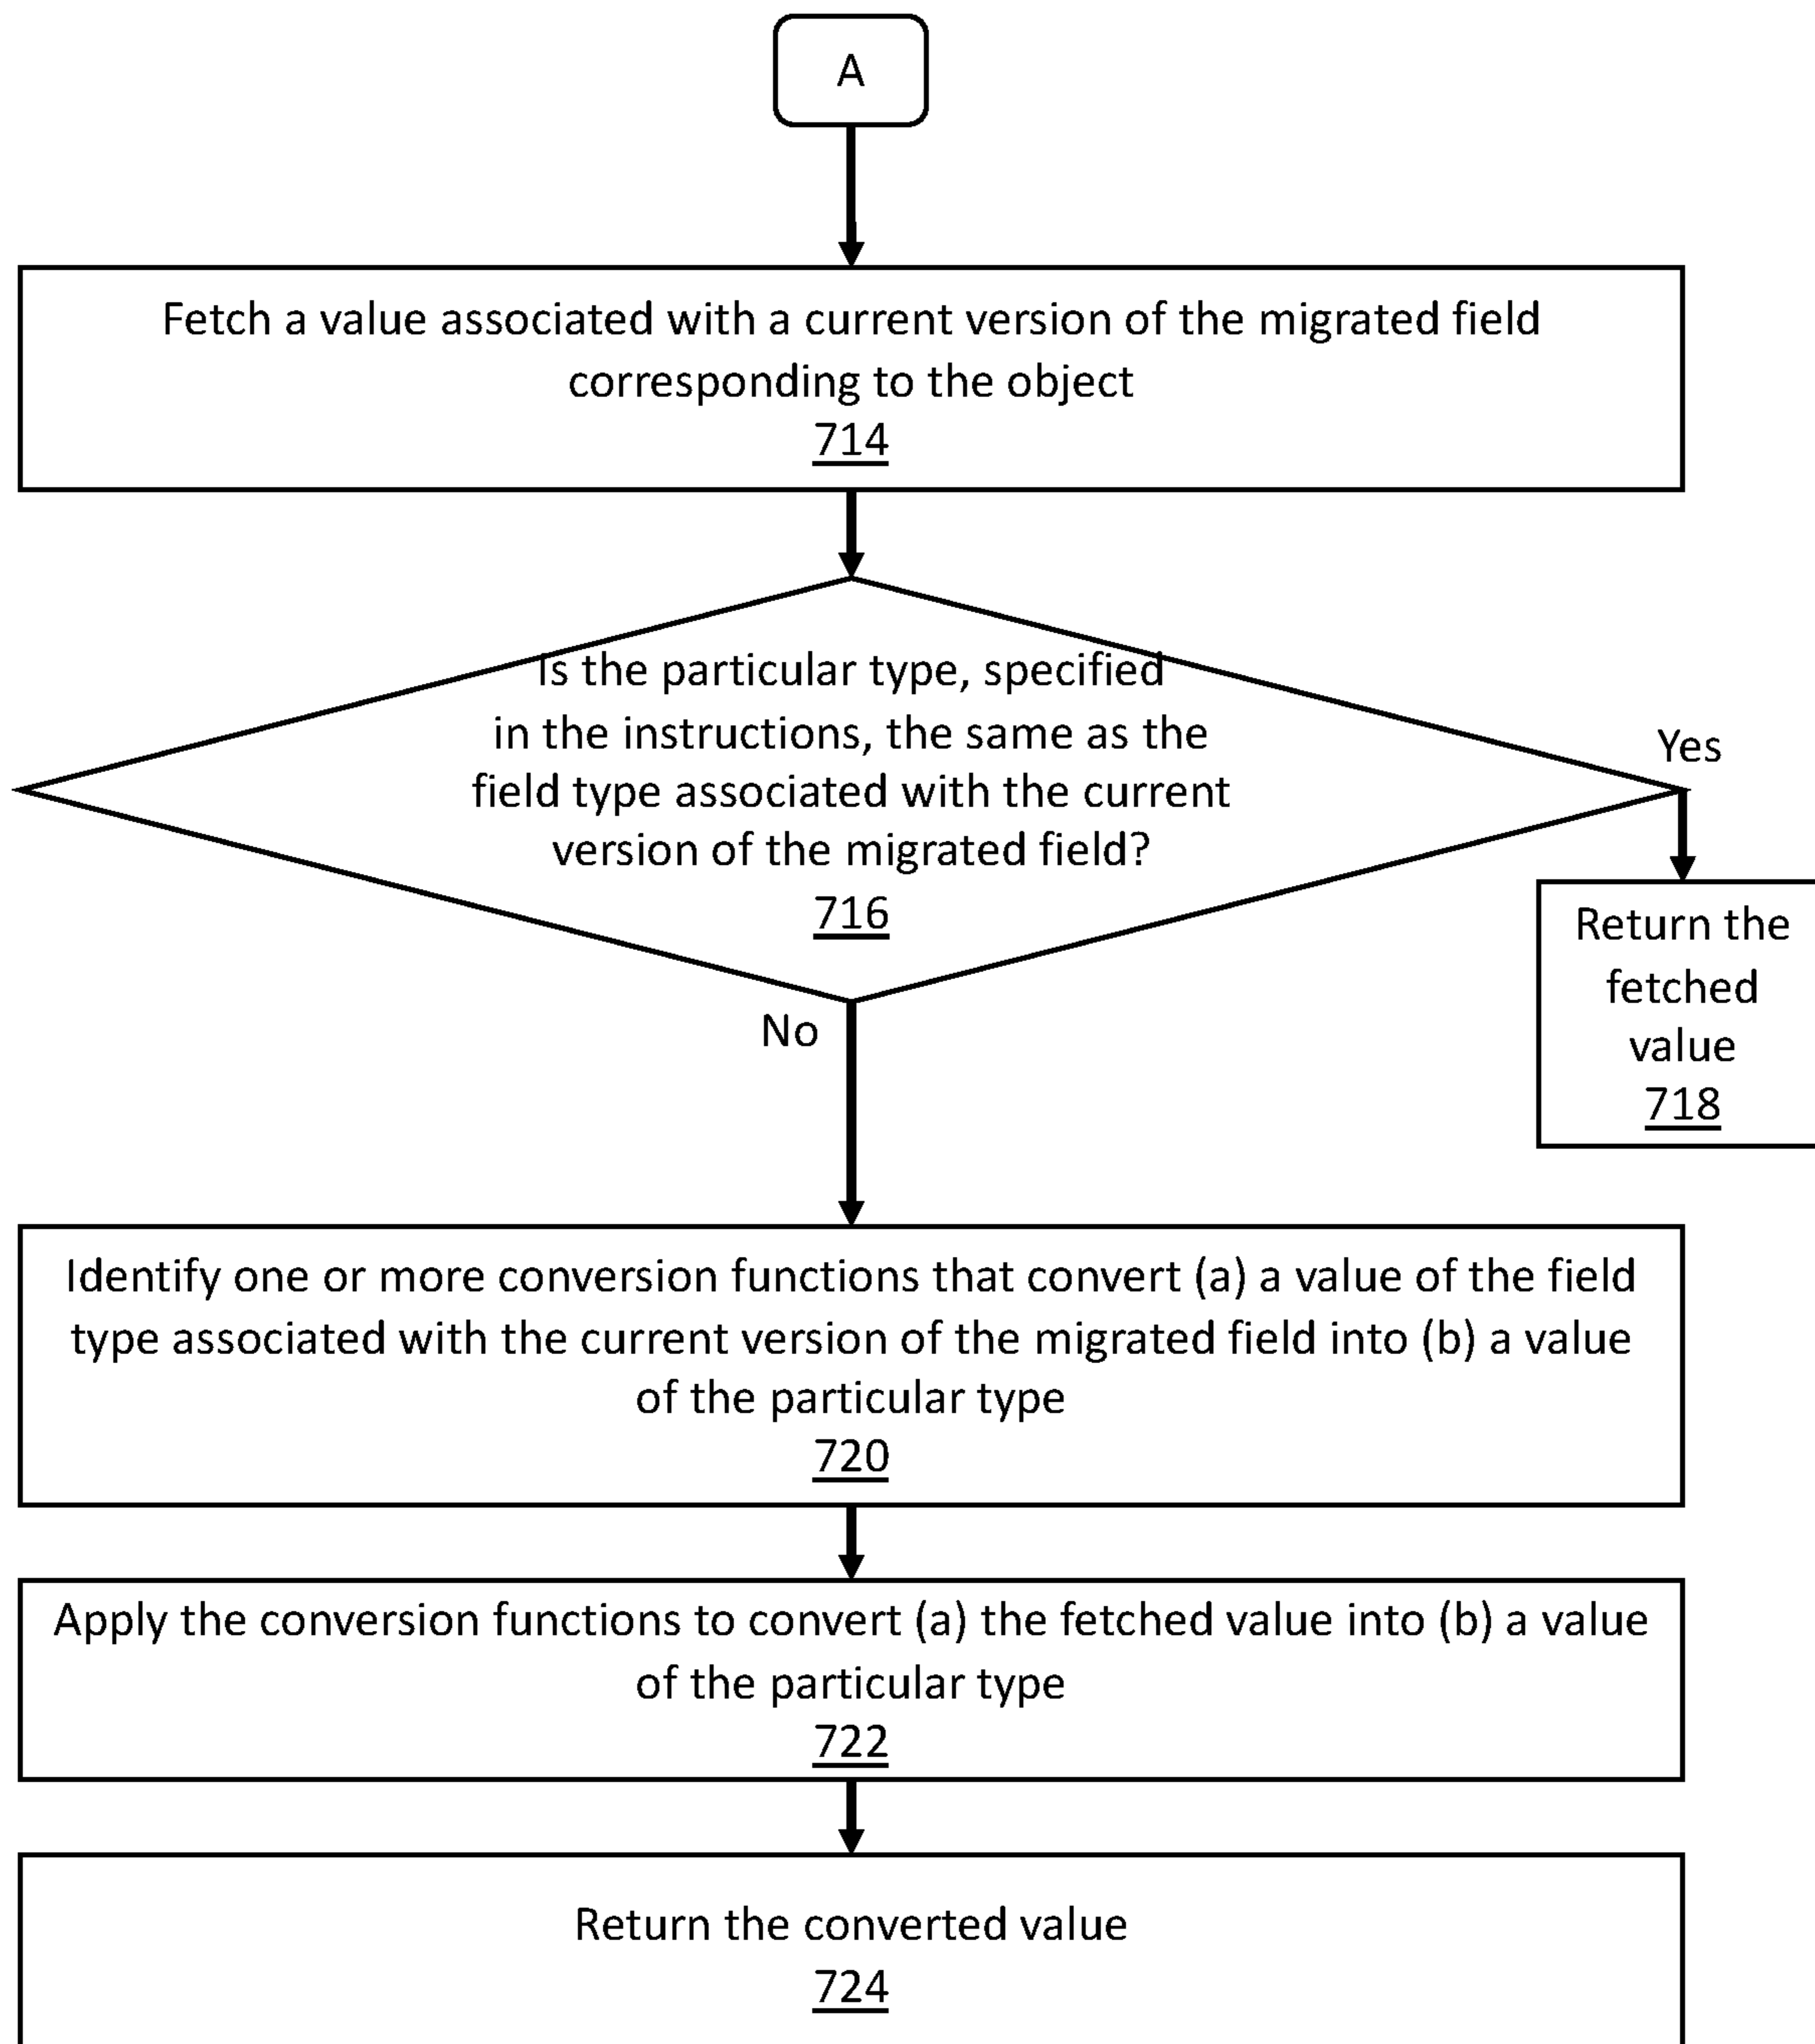 A
Fetch a value associated with a current version of the migrated field
corresponding to the object
714
Is the particular type, specified
in the instructions, the same as the
field type associated with the current
version of the migrated field?
716
Yes
Return the
fetched
value
718
No
Identify one or more conversion functions that convert (a) a value of the field
type associated with the current version of the migrated field into (b) a value
of the particular type
720
Apply the conversion functions to convert (a) the fetched value into (b) a value
of the particular type
722
Return the converted value
724